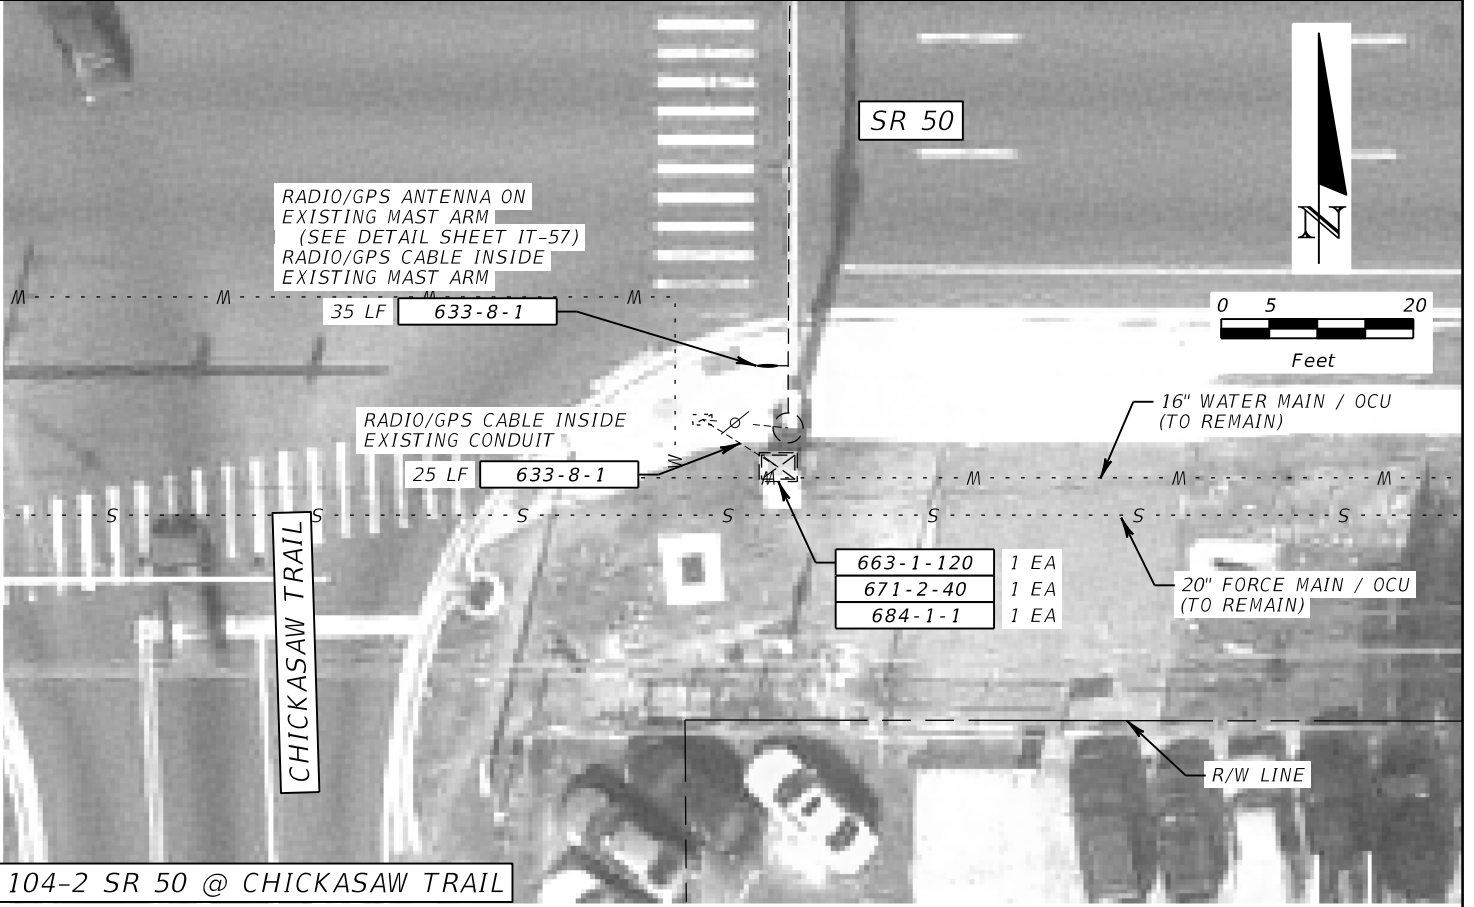 SR 50
RADIO/GPS ANTENNA ON
EXISTING MAST ARM
(SEE DETAIL SHEET IT-57)
RADIO/GPS CABLE INSIDE
EXISTING MAST ARM
35 LF 633-8-1
N
0 5 20
Feet
W W W W
RADIO/GPS CABLE INSIDE
EXISTING CONDUIT
25 LF 633-8-1
16" WATER MAIN / OCU
(TO REMAIN)
W W W W W
S S S S S S S
663-1-120 1 EA
671-2-40 1 EA
684-1-1 1 EA
20" FORCE MAIN / OCU
(TO REMAIN)
CHICKASAW TRAIL
R/W LINE
104-2 SR 50 @ CHICKASAW TRAIL